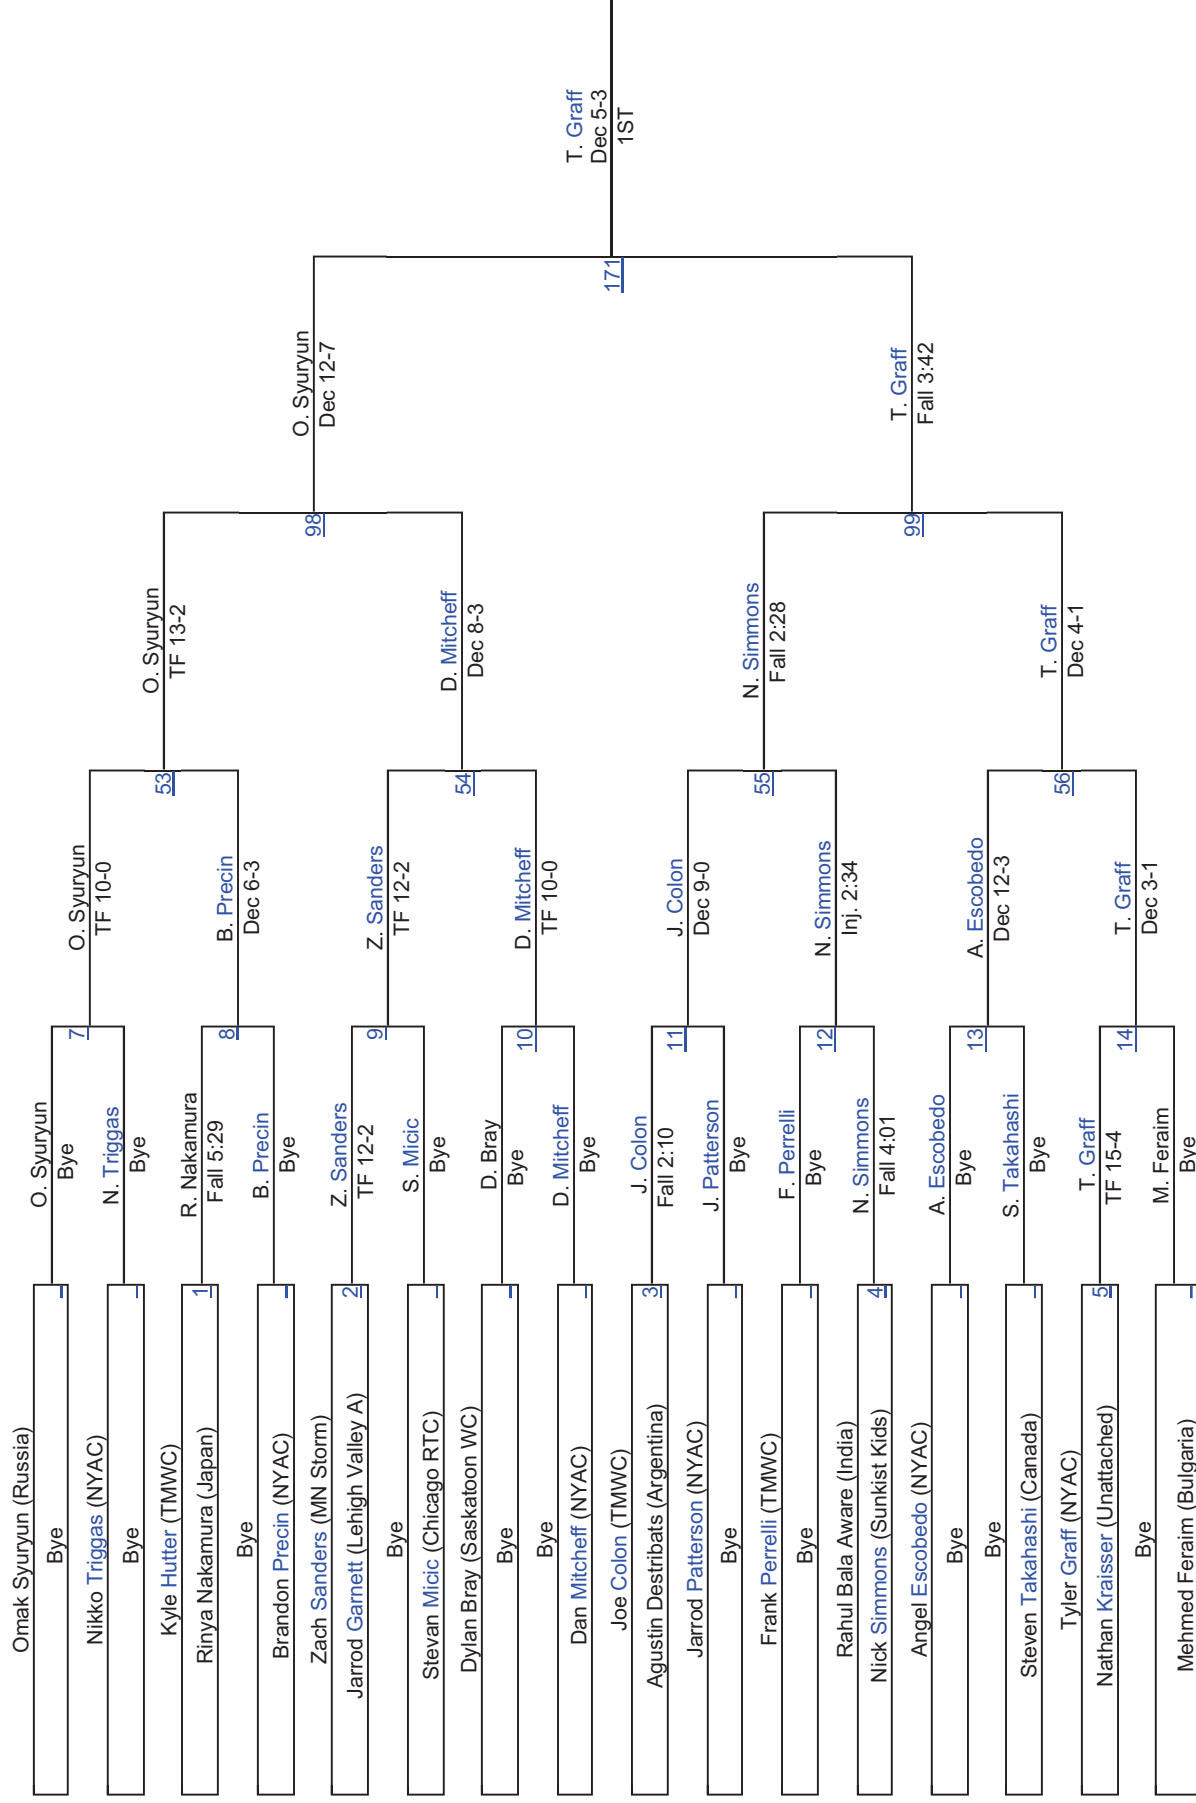 Omak Syuryun (Russia)
Bye
Nikko Triggas (NYAC)
Bye
Kyle Hutter (TMWC)
1
Rinya Nakamura (Japan)
Bye
Brandon Precin (NYAC)
Zach Sanders (MN Storm)
2
Jarrod Garnett (Lehigh Valley A)
Bye
Stevan Micic (Chicago RTC)
Dylan Bray (Saskatoon WC)
Bye
Bye
Dan Mitcheff (NYAC)
Joe Colon (TMWC)
3
Agustin Destribats (Argentina)
Jarrod Patterson (NYAC)
Bye
Frank Perrelli (TMWC)
Bye
Rahul Bala Aware (India)
4
Nick Simmons (Sunkist Kids)
Angel Escobedo (NYAC)
Bye
Bye
Steven Takahashi (Canada)
Tyler Graff (NYAC)
5
Nathan Kraisser (Unattached)
Bye
Mehmed Feraim (Bulgaria)
O. Syuryun
Bye
7
N. Triggas
Bye
R. Nakamura
Fall 5:29
8
B. Precin
Bye
Z. Sanders
TF 12-2
9
S. Micic
Bye
D. Bray
Bye
10
D. Mitcheff
Bye
J. Colon
Fall 2:10
11
J. Patterson
Bye
F. Perrelli
Bye
12
N. Simmons
Fall 4:01
A. Escobedo
Bye
13
S. Takahashi
Bye
T. Graff
TF 15-4
14
M. Feraim
Bye
O. Syuryun
TF 10-0
53
B. Precin
Dec 6-3
Z. Sanders
TF 12-2
54
D. Mitcheff
TF 10-0
J. Colon
Dec 9-0
55
N. Simmons
Inj. 2:34
A. Escobedo
Dec 12-3
56
T. Graff
Dec 3-1
O. Syuryun
TF 13-2
98
D. Mitcheff
Dec 8-3
N. Simmons
Fall 2:28
99
T. Graff
Dec 4-1
O. Syuryun
Dec 12-7
171
T. Graff
Fall 3:42
T. Graff
Dec 5-3
1ST